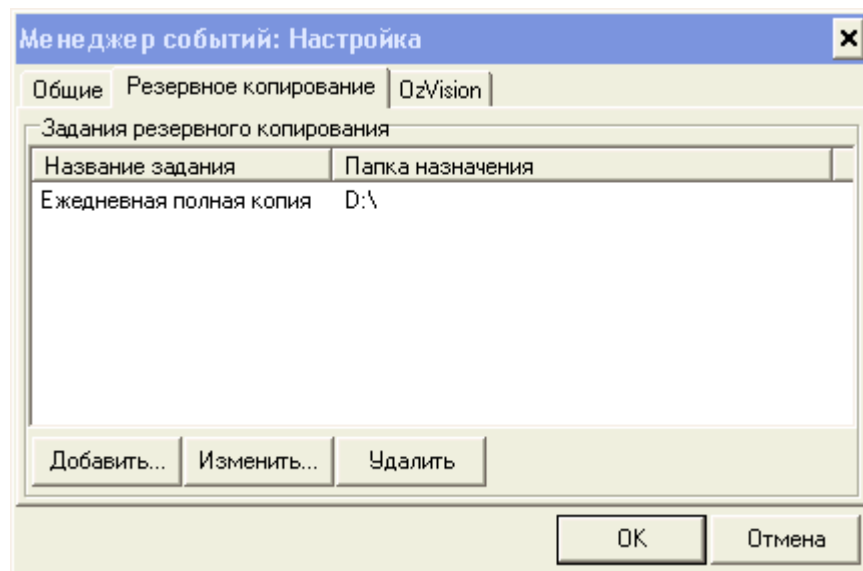 Менеджер событий: Настройка
Общие Резервное копирование OzVision
Задания резервного копирования
Название задания Папка назначения
Ежедневная полная копия D:\
Добавить... Изменить... Удалить
OK Отмена